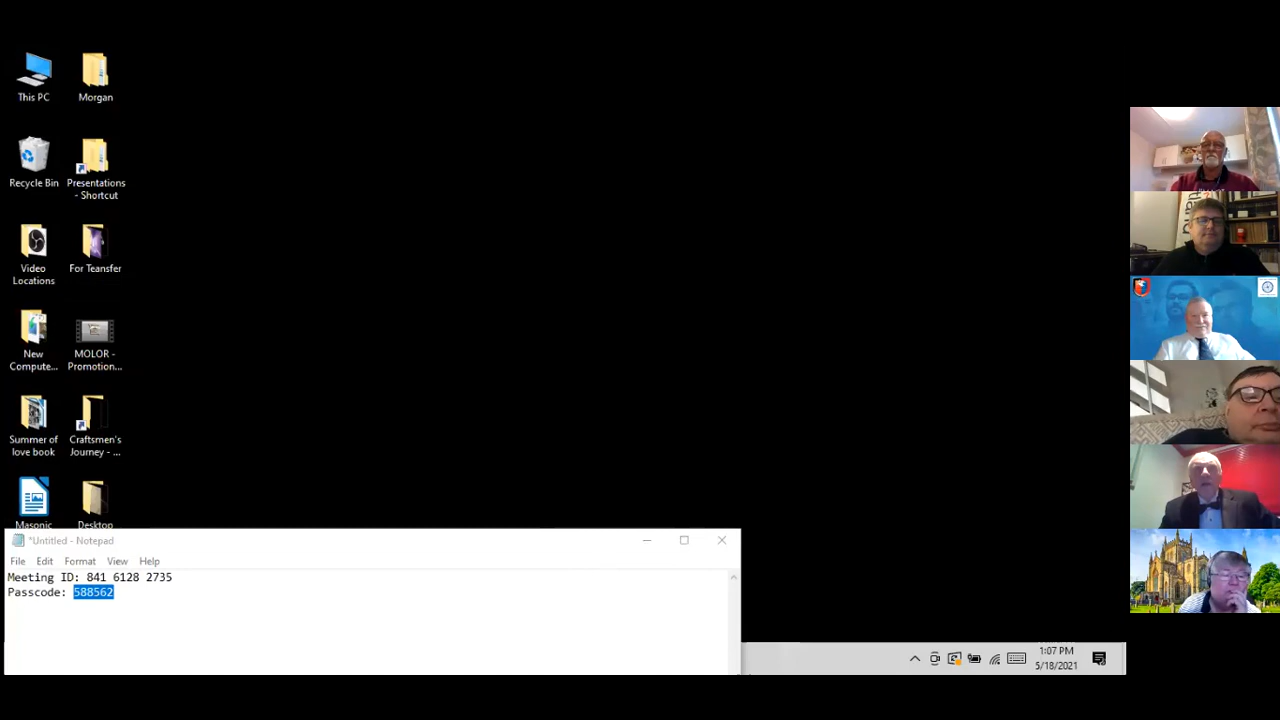 This PC
Morgan
Recycle Bin
Presentations
- Shortcut
Video
Locations
For Transfer
New
Compute...
MOLOR -
Promotion...
Summer of
love book
Craftsmen's
Journey - ...
Masonic
Desktop
*Untitled - Notepad
File Edit Format View Help
Meeting ID: 841 6128 2735
Passcode: 588562
1:07 PM
5/18/2021